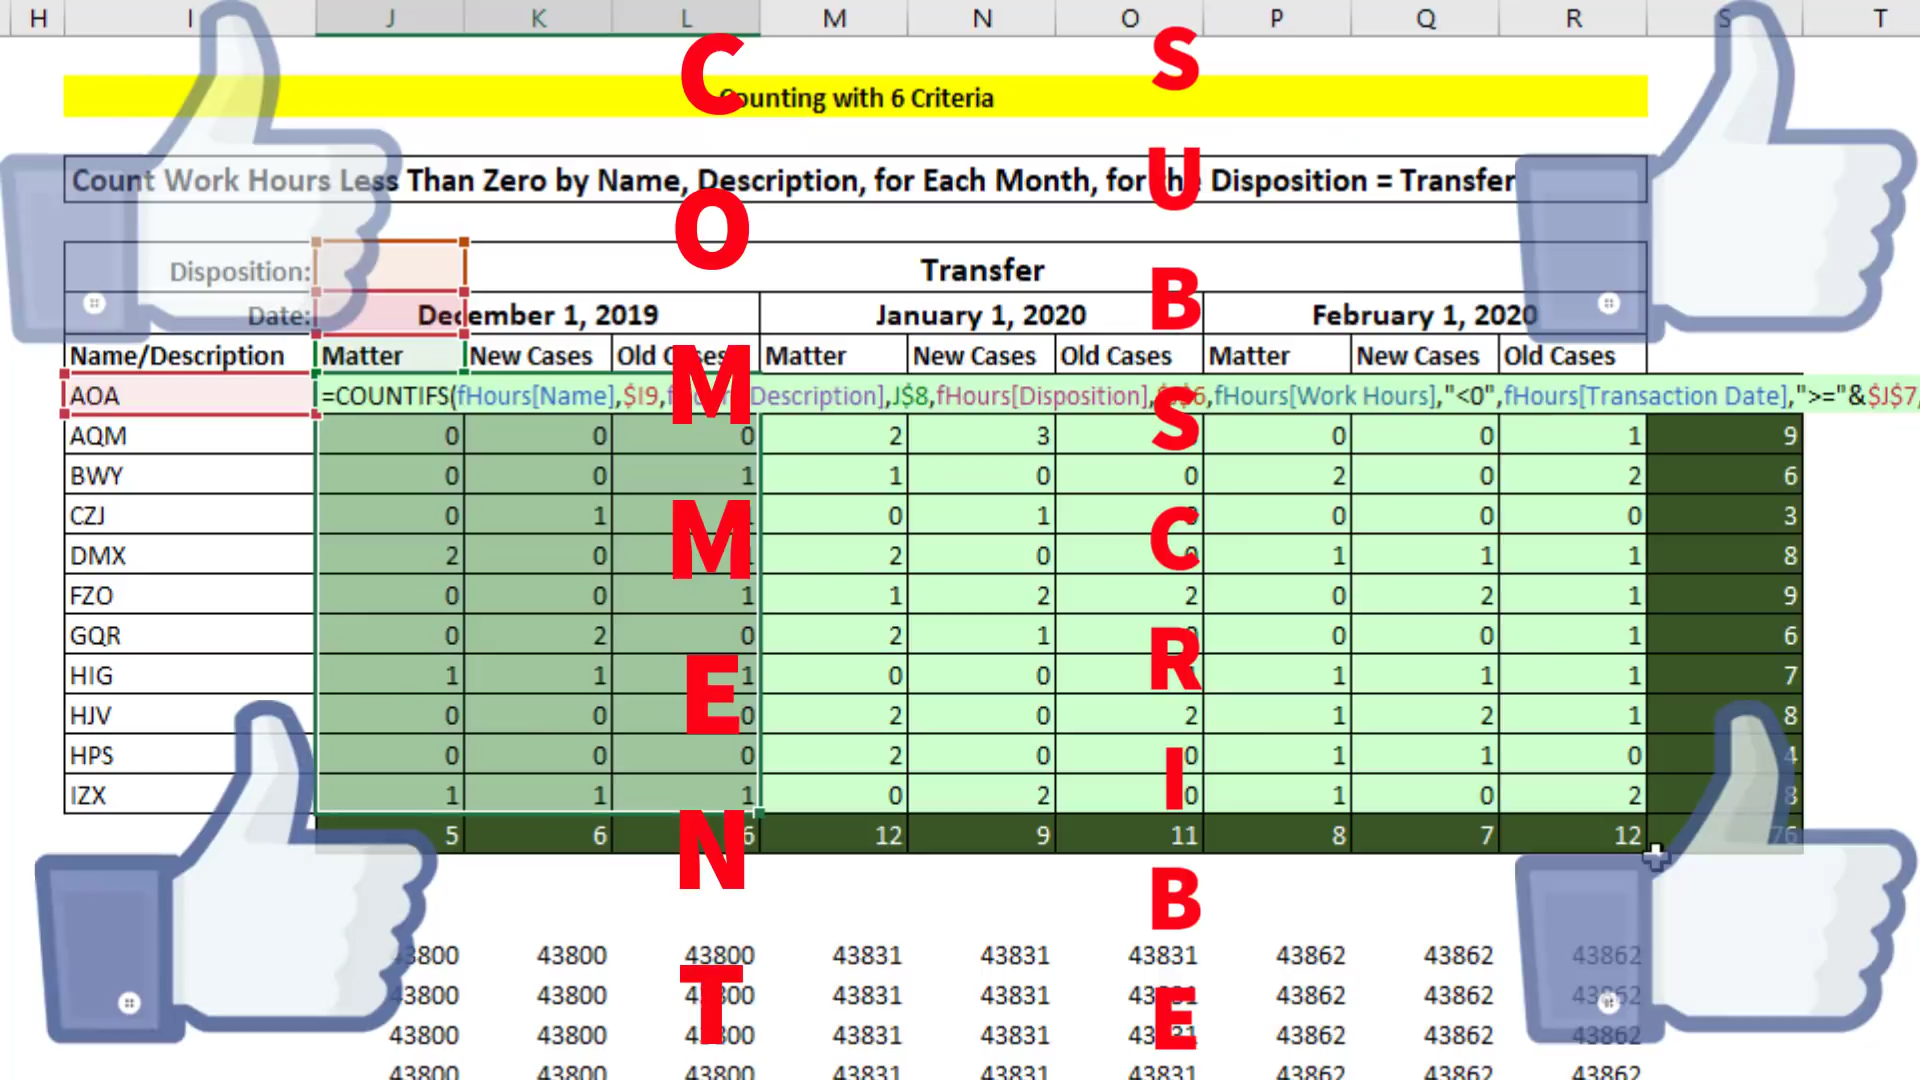 H I J K L M N O P Q R S T
Counting with 6 Criteria
Count Work Hours Less Than Zero by Name, Description, for Each Month, for the Disposition = Transfer
Disposition: Transfer
Date: December 1, 2019 January 1, 2020 February 1, 2020
Name/Description Matter New Cases Old Cases Matter New Cases Old Cases Matter New Cases Old Cases
AOA =COUNTIFS(fHours[Name],$I9, Description],J$8,fHours[Disposition], fHours[Work Hours],"<0",fHours[Transaction Date],">="&$J$7,
AQM 0 0 0 2 3 0 0 1 9
BWY 0 0 1 1 0 0 2 0 2 6
CZJ 0 1 0 1 0 0 0 3
DMX 2 0 2 0 0 1 1 1 8
FZO 0 0 1 1 2 2 0 2 1 9
GQR 0 2 0 2 1 0 0 1 6
HIG 1 1 1 0 0 1 1 1 7
HJV 0 0 0 2 0 2 1 2 1 8
HPS 0 0 0 2 0 0 1 1 0 4
IZX 1 1 1 0 2 0 1 0 2 8
5 6 6 12 9 11 8 7 12 76
43800 43800 43800 43831 43831 43831 43862 43862 43862
43800 43800 43800 43831 43831 43831 43862 43862 43862
43800 43800 43800 43831 43831 43831 43862 43862 43862
43800 43800 43800 43831 43831 43831 43862 43862 43862
COMMENT
SUBSCRIBE